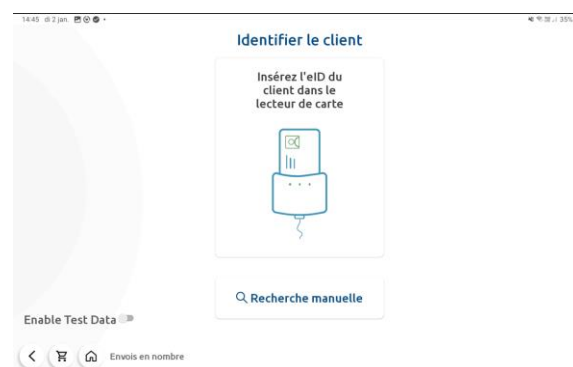 14:45 di 2 jan.
35%
Identifier le client
Insérez l'eID du
client dans le
lecteur de carte
Recherche manuelle
Enable Test Data
Envois en nombre